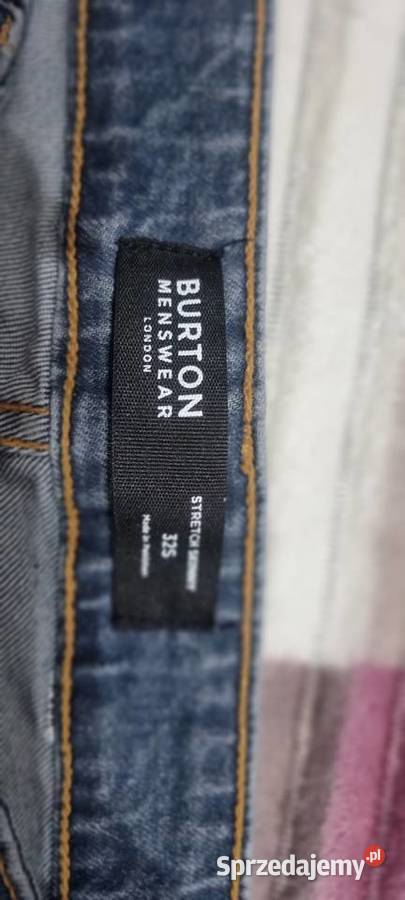 BURTON
MENSWEAR
LONDON
STRETCH SKINNY
32S
Made in Pakistan
Sprzedajemy.pl